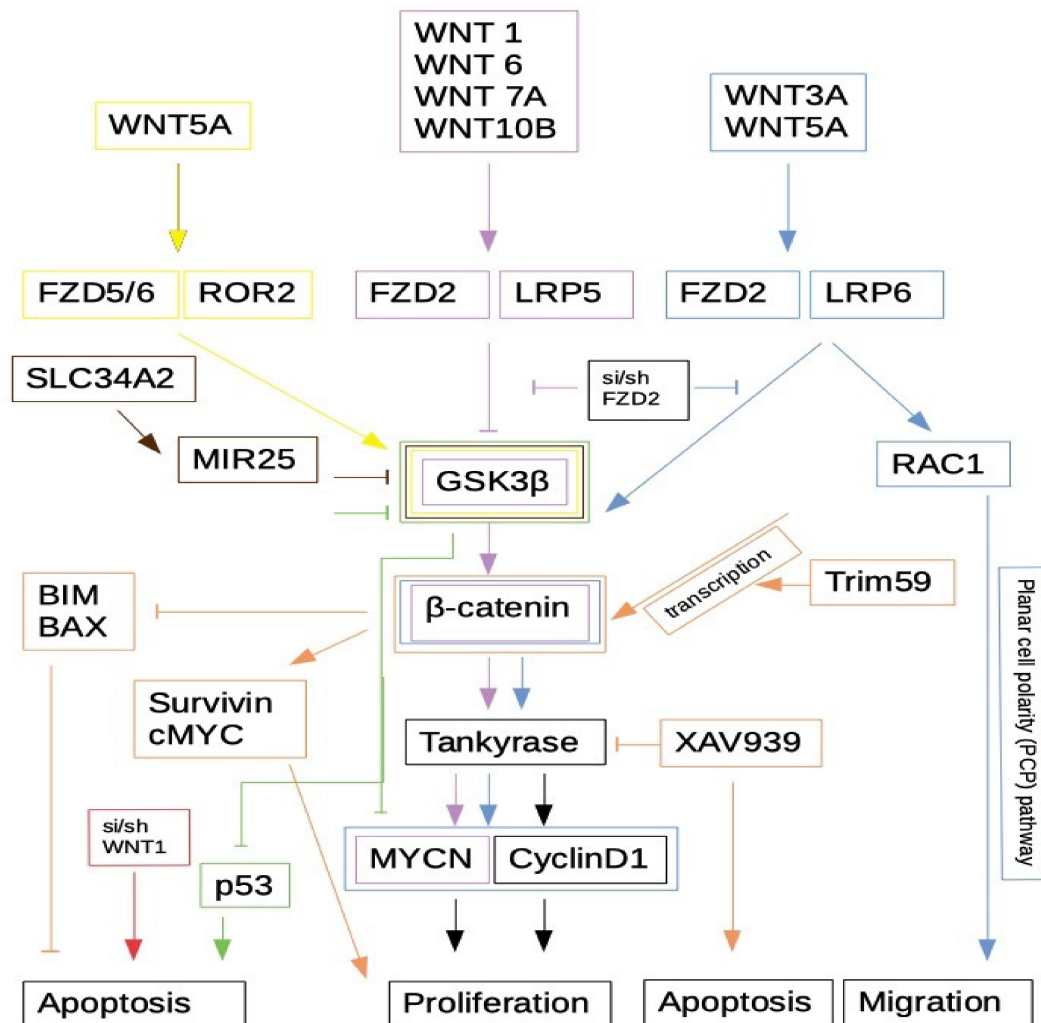 WNT 1
WNT 6
WNT 7A
WNT10B
WNT5A
WNT3A
WNT5A
FZD5/6
ROR2
FZD2
LRP5
FZD2
LRP6
SLC34A2
si/sh
FZD2
MIR25
GSK3β
RAC1
transcription
Trim59
BIM
BAX
β-catenin
Planar cell polarity (PCP) pathway
Survivin
cMYC
Tankyrase
XAV939
si/sh
WNT1
p53
MYCN
CyclinD1
Apoptosis
Proliferation
Apoptosis
Migration